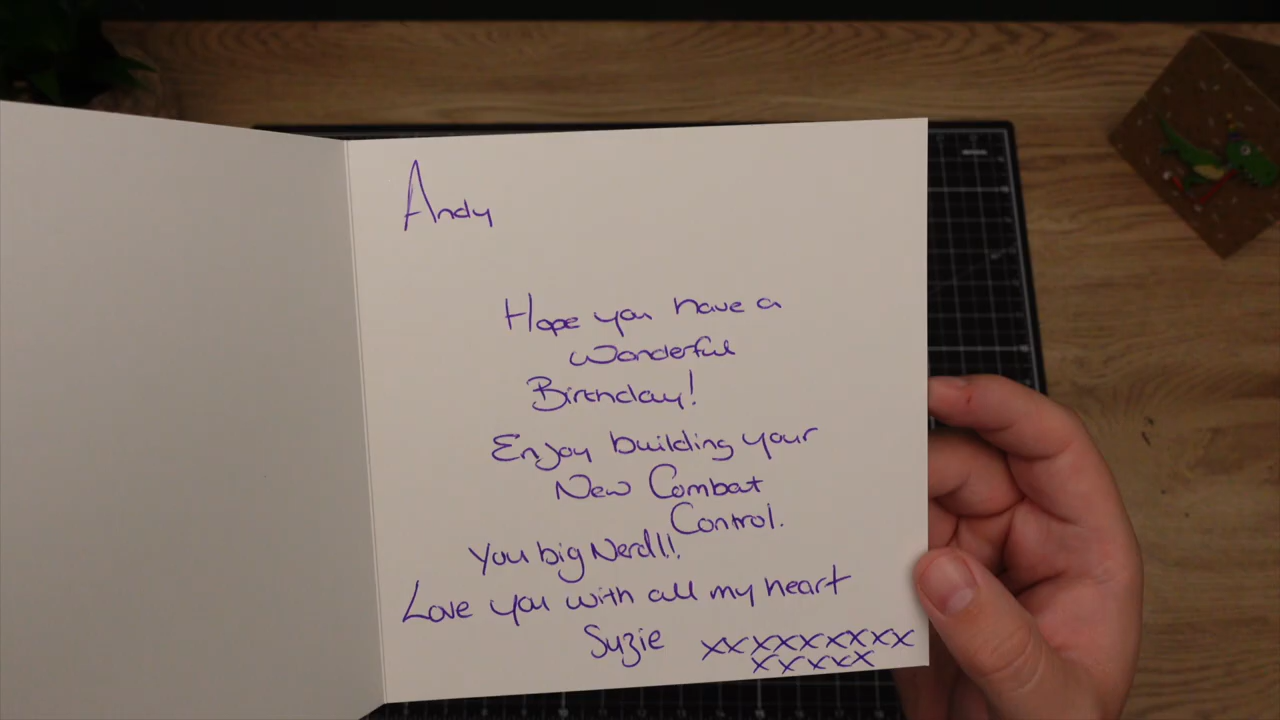 Andy
Hope you have a
Wonderful
Birthday!
Enjoy building your
New Combat
Control.
You big Nerd!!!
Love you with all my heart
Suzie xxxxxxxxx
xxxxx